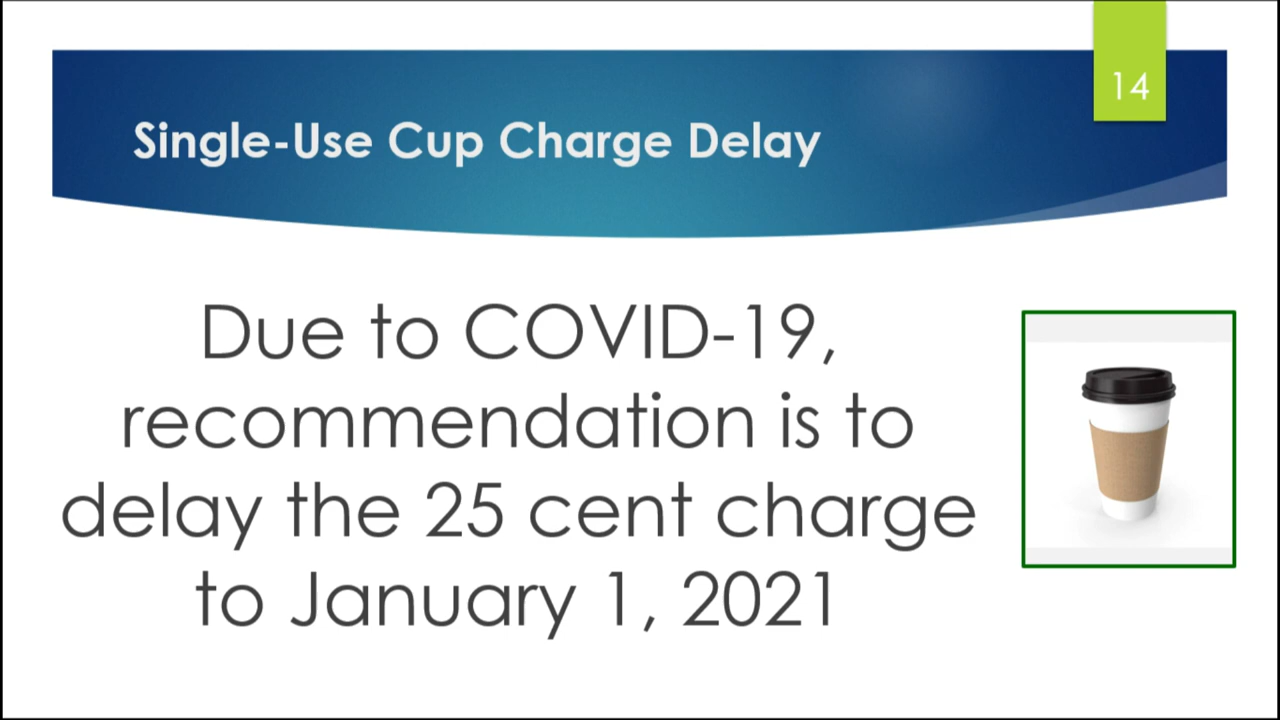 14
Single-Use Cup Charge Delay
Due to COVID-19,
recommendation is to
delay the 25 cent charge
to January 1, 2021